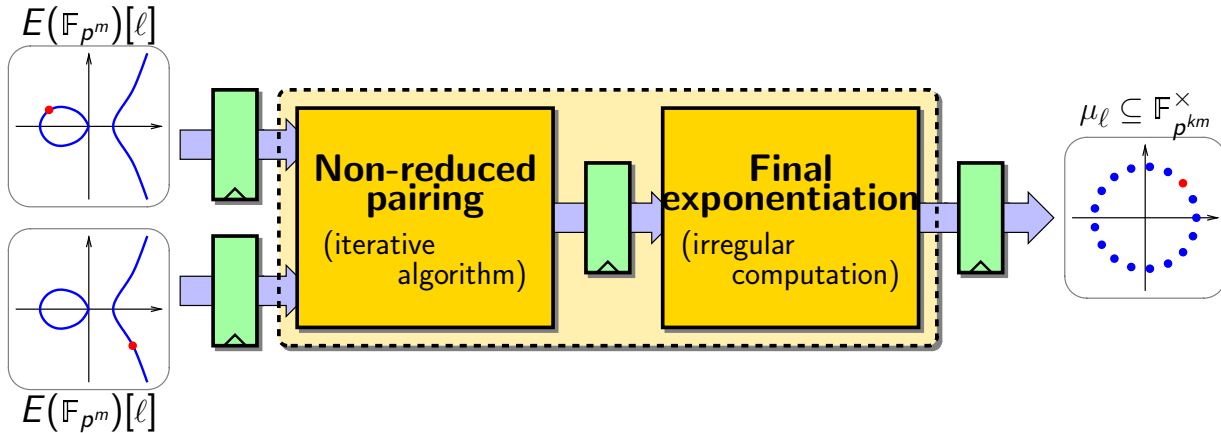 E(𝔽_{p^m})[ℓ]
Non-reduced
pairing
(iterative
algorithm)
Final
exponentiation
(irregular
computation)
μ_ℓ ⊆ 𝔽^×_{p^{km}}
E(𝔽_{p^m})[ℓ]